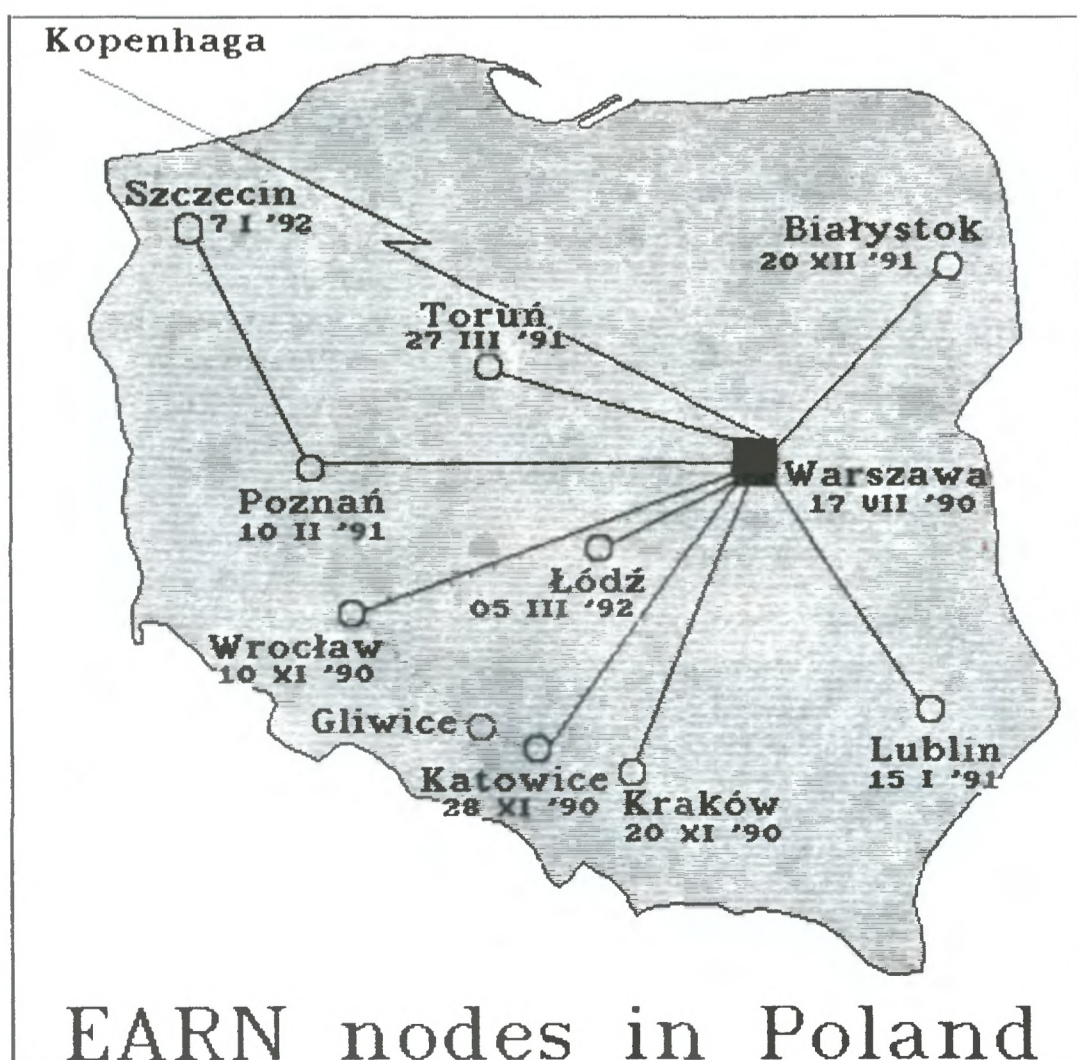 Kopenhaga
Szczecin
7 I '92
Białystok
20 XII '91
Toruń
27 III '91
Warszawa
17 VII '90
Poznań
10 II '91
Łódź
05 III '92
Wrocław
10 XI '90
Gliwice
Katowice
28 XI '90
Kraków
20 XI '90
Lublin
15 I '91
EARN nodes in Poland